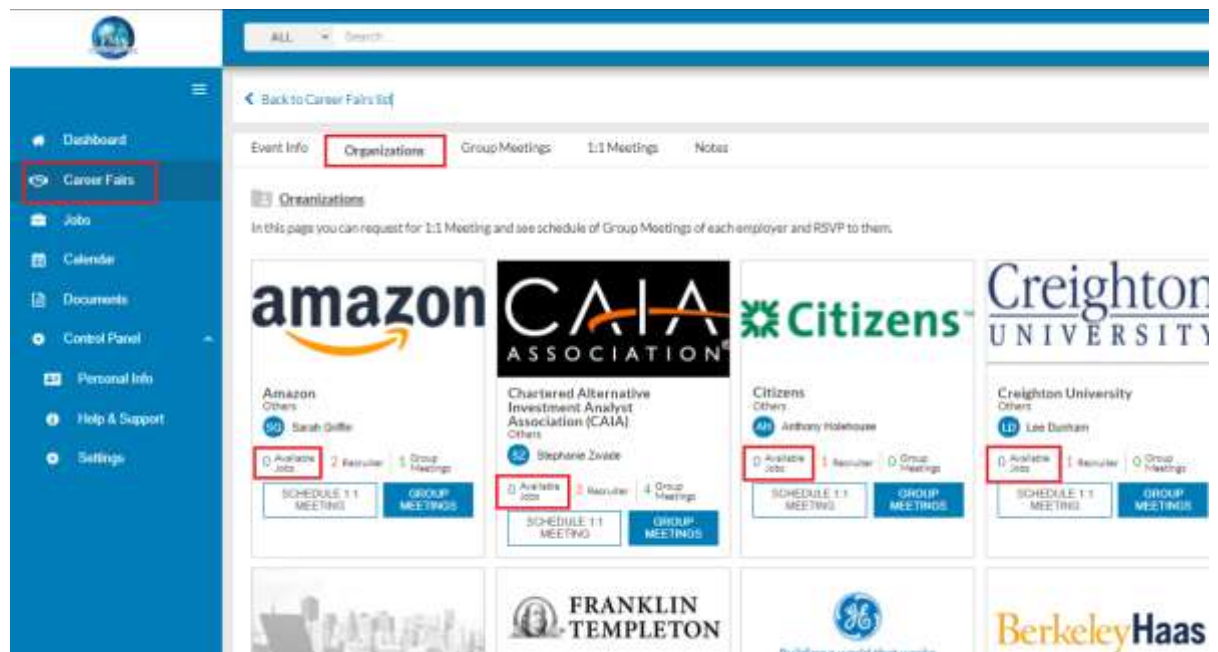 ALL Search
Back to Career Fairs list
Dashboard
Career Fairs
Jobs
Calendar
Documents
Control Panel
Personal Info
Help & Support
Settings
Event Info Organizations Group Meetings 1:1 Meetings Notes
Organizations
In this page you can request for 1:1 Meeting and see schedule of Group Meetings of each employer and RSVP to them.
amazon
Amazon
Others
SG Sarah Griffin
0 Available Jobs 2 Recruiter 1 Group Meetings
SCHEDULE 1:1 MEETING GROUP MEETINGS
CAIA
ASSOCIATION
Chartered Alternative
Investment Analyst
Association (CAIA)
Others
SZ Stephanie Zwade
0 Available Jobs 2 Recruiter 4 Group Meetings
SCHEDULE 1:1 MEETING GROUP MEETINGS
Citizens
Citizens
Others
AH Anthony Holehouse
0 Available Jobs 1 Recruiter 0 Group Meetings
SCHEDULE 1:1 MEETING GROUP MEETINGS
Creighton
UNIVERSITY
Creighton University
Others
LD Lee Dunham
0 Available Jobs 1 Recruiter 0 Group Meetings
SCHEDULE 1:1 MEETING GROUP MEETINGS
FRANKLIN
TEMPLETON
GE
BerkeleyHaas